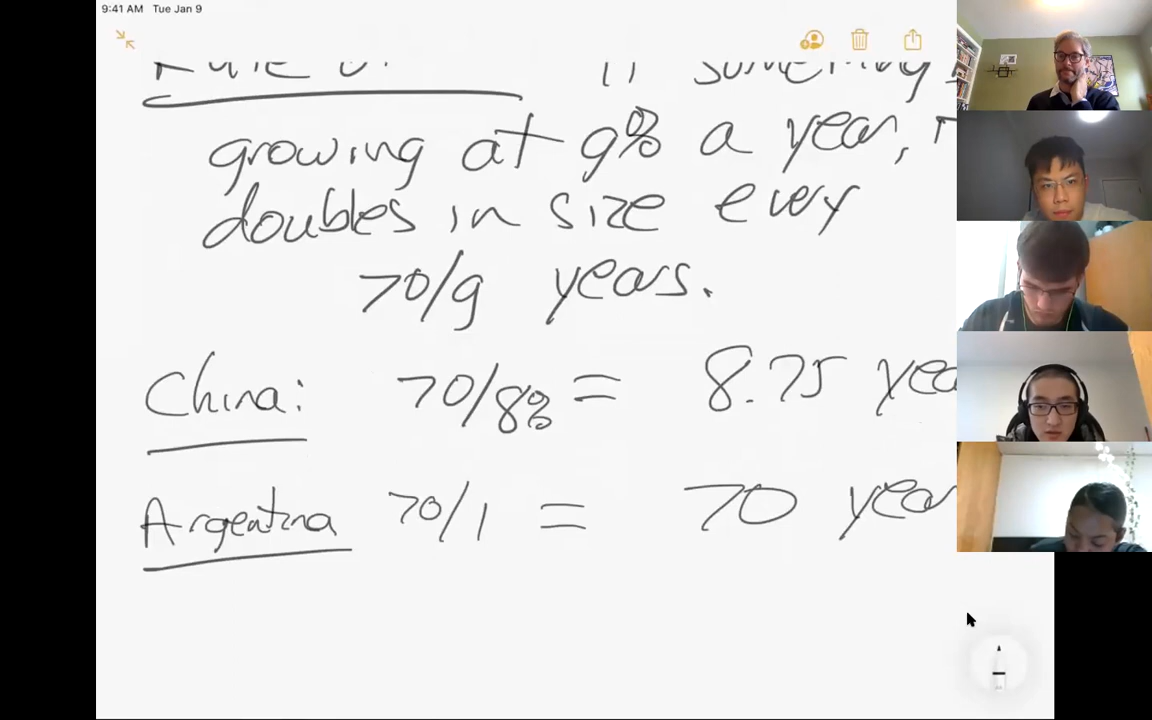 9:41 AM Tue Jan 9
something
growing at g% a year,
doubles in size every
70/g years.
China: 70/8% = 8.75
Argentina 70/1 = 70